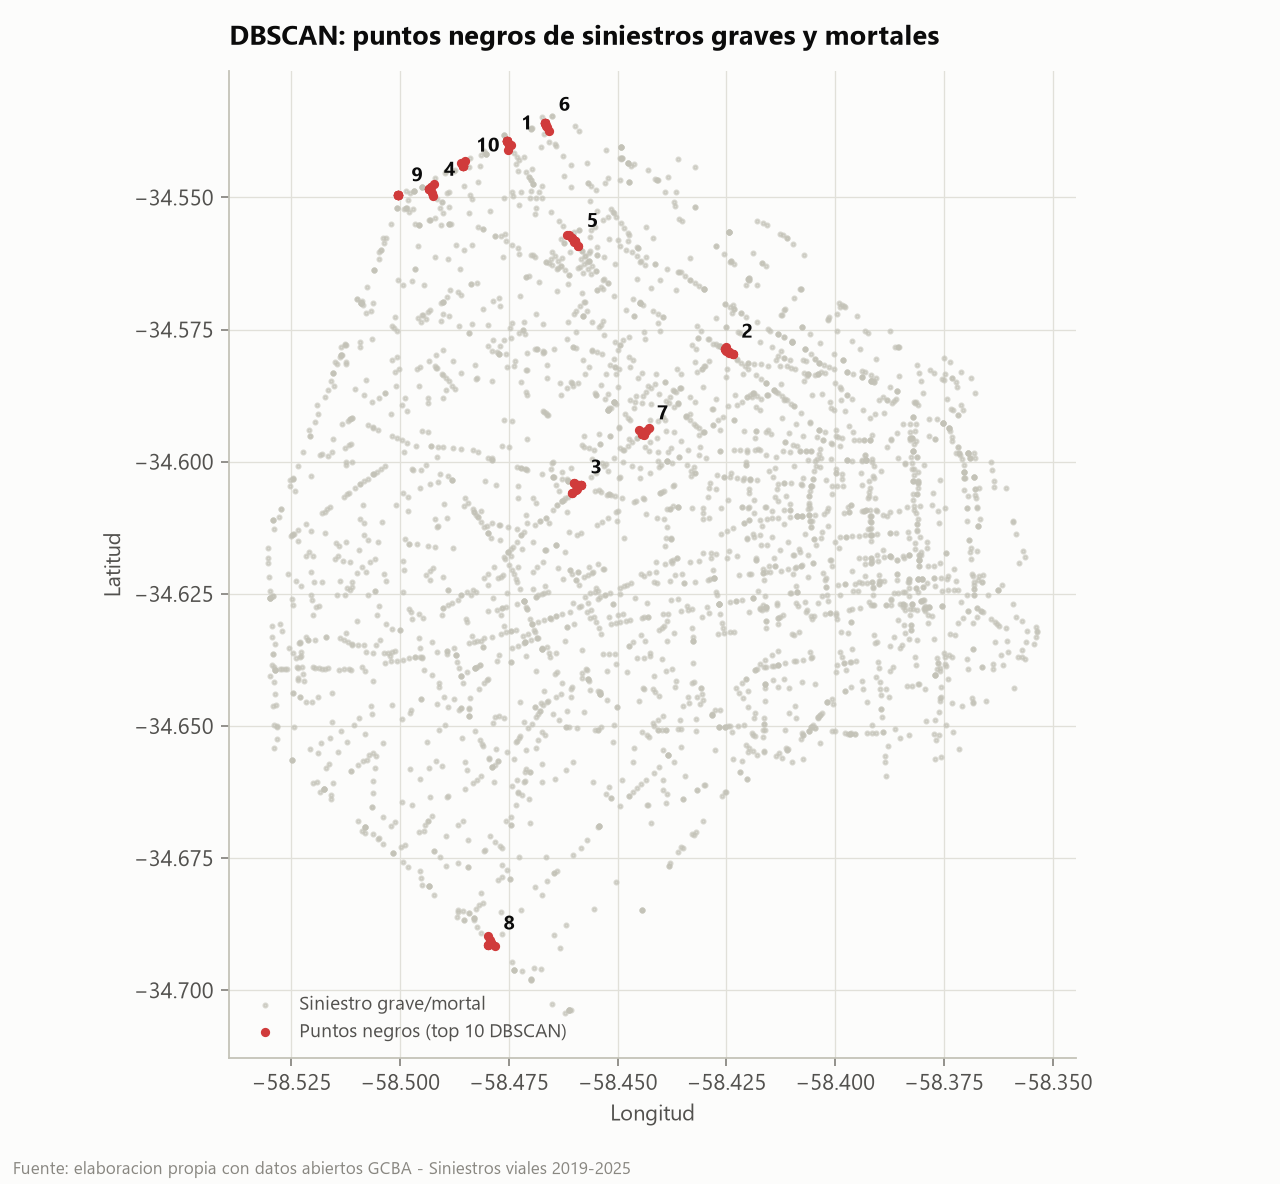 DBSCAN: puntos negros de siniestros graves y mortales
6
1
10
4
9
5
2
7
3
8
−34.550
−34.575
−34.600
−34.625
−34.650
−34.675
−34.700
Latitud
Siniestro grave/mortal
Puntos negros (top 10 DBSCAN)
−58.525 −58.500 −58.475 −58.450 −58.425 −58.400 −58.375 −58.350
Longitud
Fuente: elaboracion propia con datos abiertos GCBA - Siniestros viales 2019-2025